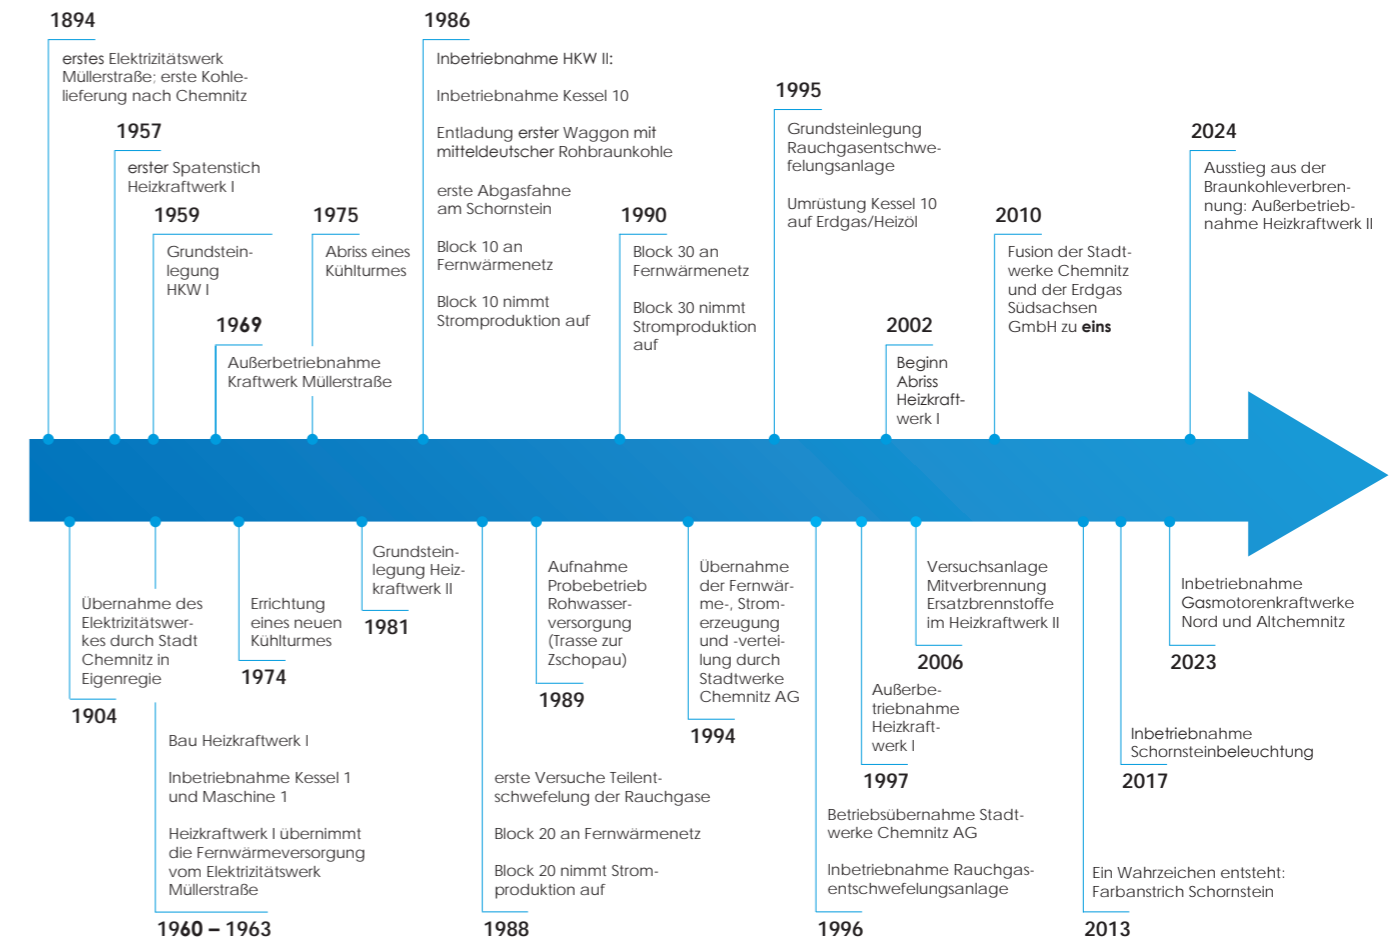 1894
erstes Elektrizitätswerk
Müllerstraße; erste Kohle-
lieferung nach Chemnitz
1957
erster Spatenstich
Heizkraftwerk I
1959
Grundstein-
legung
HKW I
1969
Außerbetriebnahme
Kraftwerk Müllerstraße
1975
Abriss eines
Kühlturmes
1986
Inbetriebnahme HKW II:
Inbetriebnahme Kessel 10
Entladung erster Waggon mit
mitteldeutscher Rohbraunkohle
erste Abgasfahne
am Schornstein
Block 10 an
Fernwärmenetz
Block 10 nimmt
Stromproduktion auf
1990
Block 30 an
Fernwärmenetz
Block 30 nimmt
Stromproduktion
auf
1995
Grundsteinlegung
Rauchgasentschwe-
felungsanlage
Umrüstung Kessel 10
auf Erdgas/Heizöl
2002
Beginn
Abriss
Heizkraft-
werk I
2010
Fusion der Stadt-
werke Chemnitz
und der Erdgas
Südsachsen
GmbH zu eins
2024
Ausstieg aus der
Braunkohleverbren-
nung: Außerbetrieb-
nahme Heizkraftwerk II
Übernahme des
Elektrizitätswer-
kes durch Stadt
Chemnitz in
Eigenregie
1904
Bau Heizkraftwerk I
Inbetriebnahme Kessel 1
und Maschine 1
Heizkraftwerk I übernimmt
die Fernwärmeversorgung
vom Elektrizitätswerk
Müllerstraße
1960 – 1963
Errichtung
eines neuen
Kühlturmes
1974
Grundstein-
legung Heiz-
kraftwerk II
1981
erste Versuche Teilent-
schwefelung der Rauchgase
Block 20 an Fernwärmenetz
Block 20 nimmt Strom-
produktion auf
1988
Aufnahme
Probebetrieb
Rohwasser-
versorgung
(Trasse zur
Zschopau)
1989
Übernahme
der Fernwär-
me-, Strom-
erzeugung
und -vertei-
lung durch
Stadtwerke
Chemnitz AG
1994
Betriebsübernahme Stadt-
werke Chemnitz AG
Inbetriebnahme Rauchgas-
entschwefelungsanlage
1996
Außerbe-
triebnahme
Heizkraft-
werk I
1997
Versuchsanlage
Mitverbrennung
Ersatzbrennstoffe
im Heizkraftwerk II
2006
Ein Wahrzeichen entsteht:
Farbanstrich Schornstein
2013
Inbetriebnahme
Schornsteinbeleuchtung
2017
Inbetriebnahme
Gasmotorenkraftwerke
Nord und Altchemnitz
2023